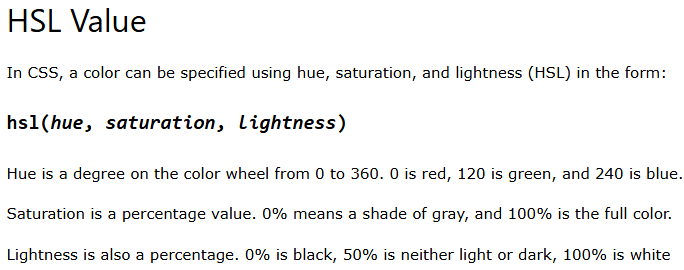 HSL Value
In CSS, a color can be specified using hue, saturation, and lightness (HSL) in the form:
hsl(hue, saturation, lightness)
Hue is a degree on the color wheel from 0 to 360. 0 is red, 120 is green, and 240 is blue.
Saturation is a percentage value. 0% means a shade of gray, and 100% is the full color.
Lightness is also a percentage. 0% is black, 50% is neither light or dark, 100% is white